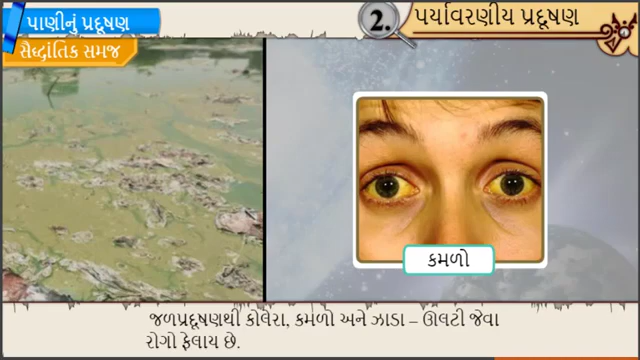 પાણીનું પ્રદૂષણ
સૈદ્ધાંતિક સમજ
2. પર્યાવરણીય પ્રદૂષણ
કમળો
જળપ્રદૂષણથી કોલેરા, કમળો અને ઝાડા – ઊલટી જેવા
રોગો ફેલાય છે.